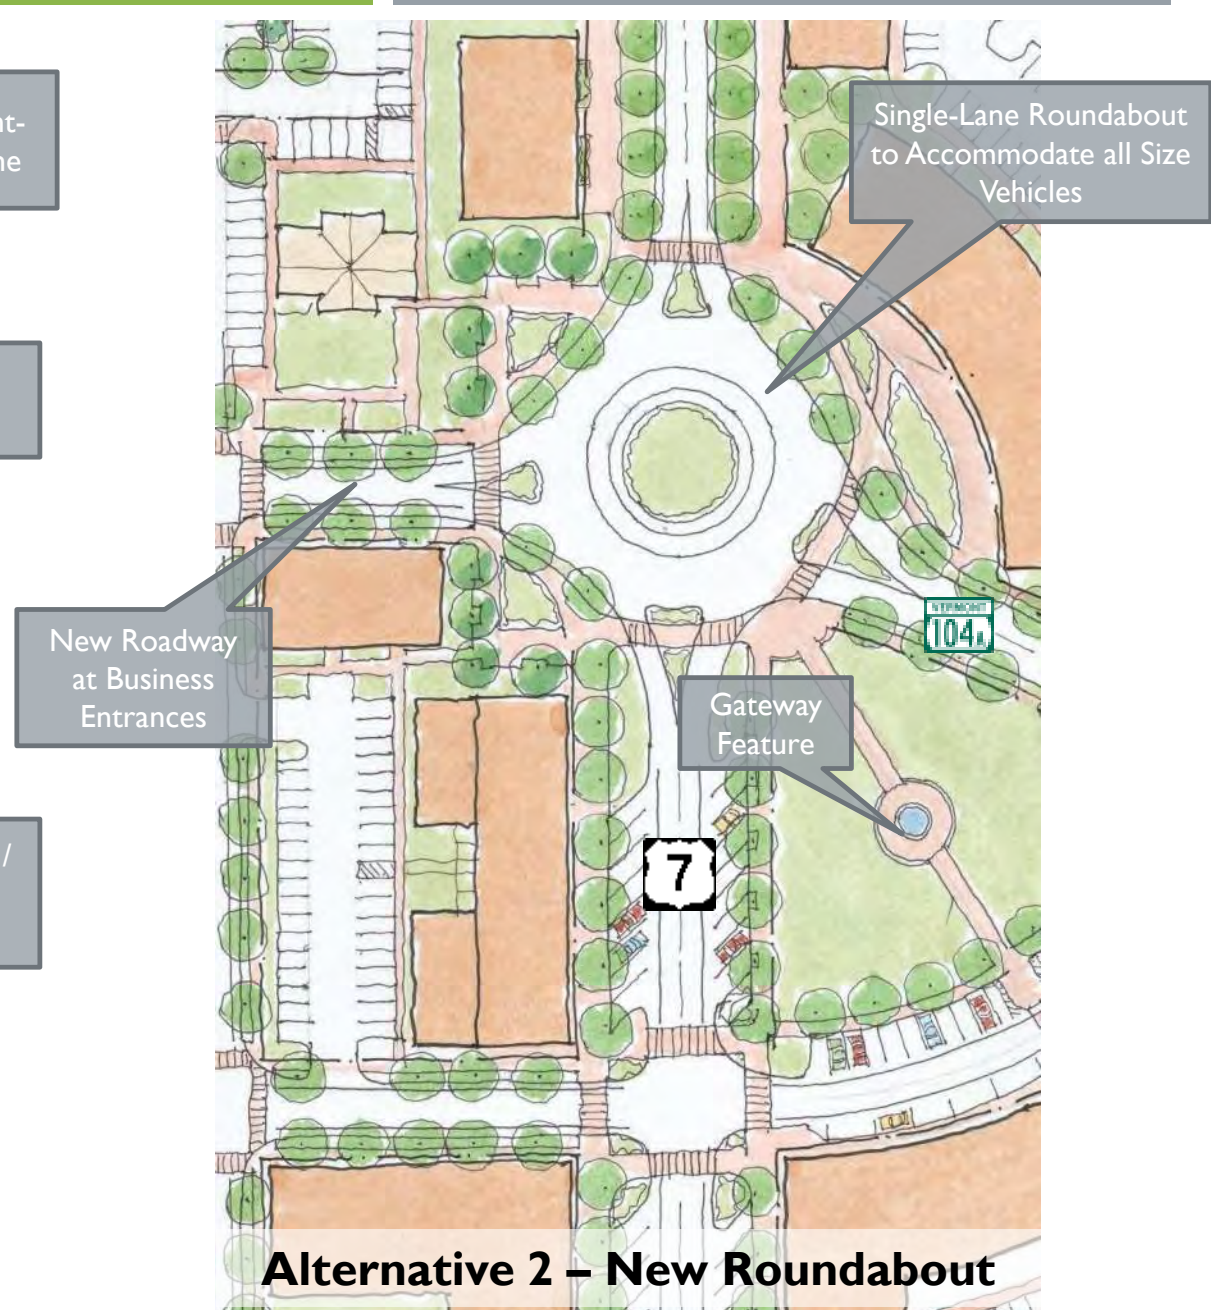 Single-Lane Roundabout
to Accommodate all Size
Vehicles
New Roadway
at Business
Entrances
VERMONT
104A
Gateway
Feature
7
/
Alternative 2 – New Roundabout